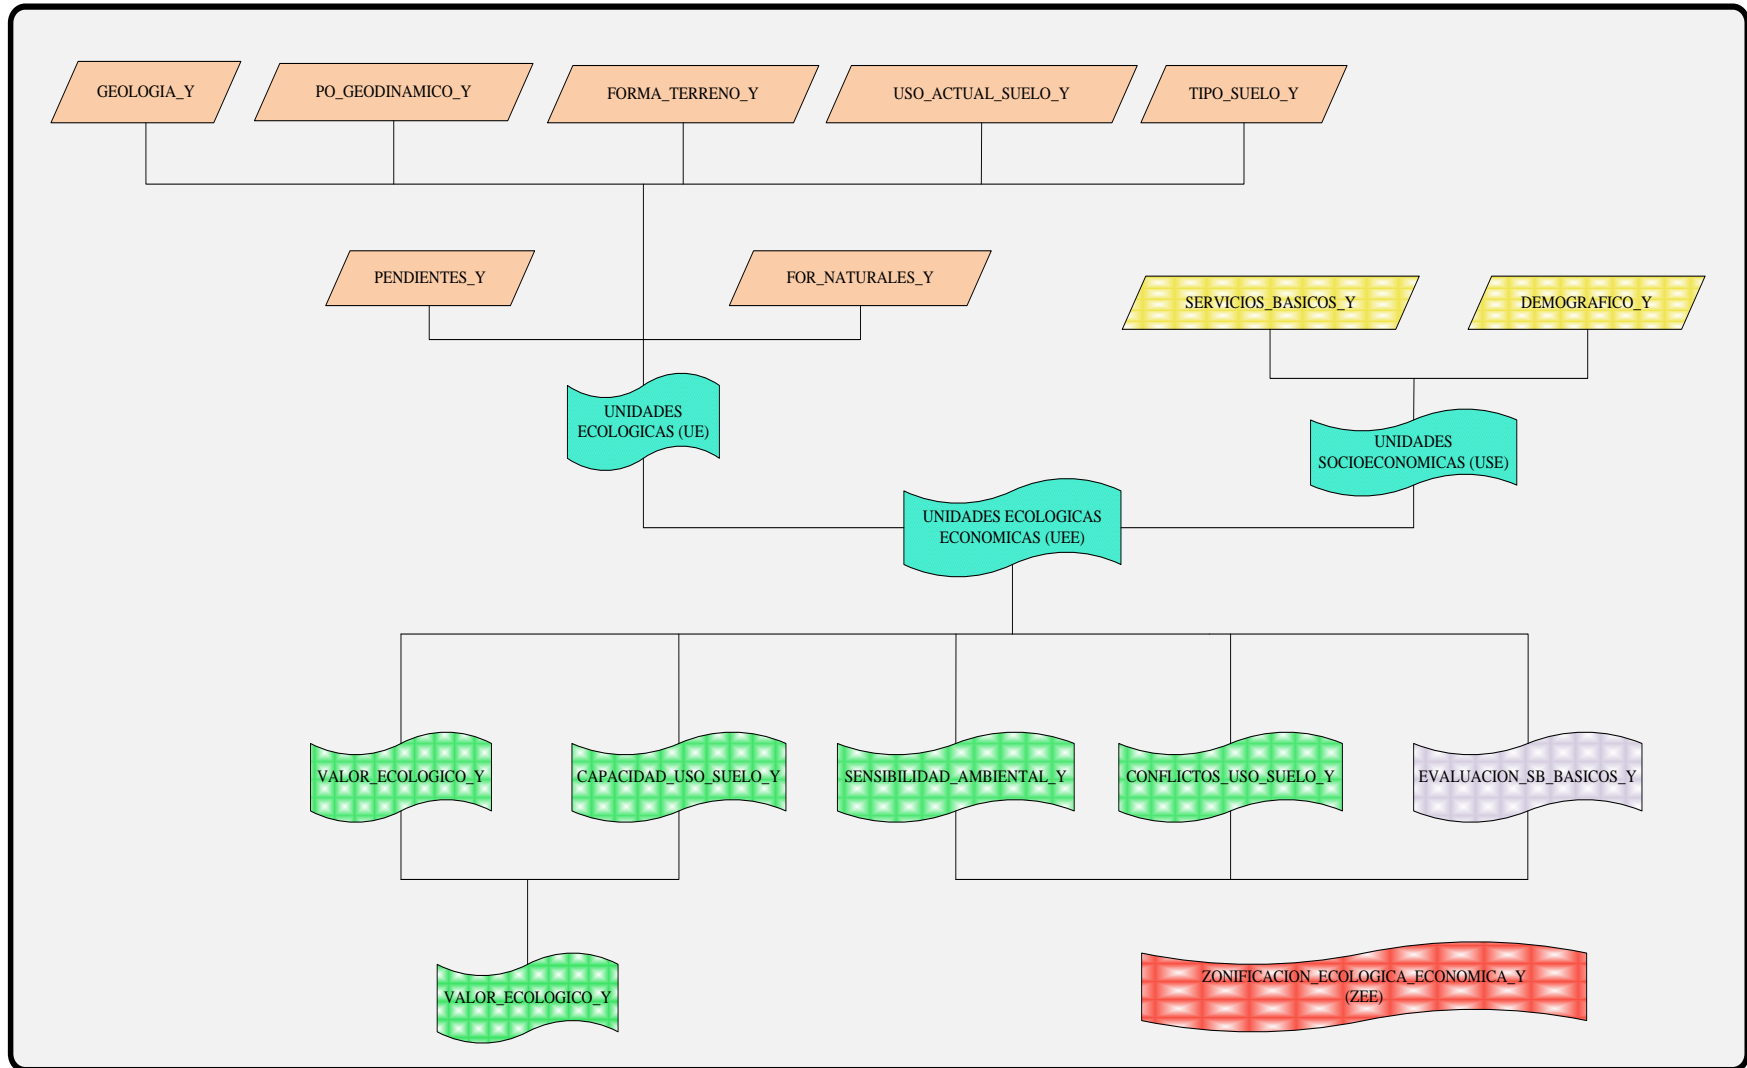 GEOLOGIA_Y
PO_GEODINAMICO_Y
FORMA_TERRENO_Y
USO_ACTUAL_SUELO_Y
TIPO_SUELO_Y
PENDIENTES_Y
FOR_NATURALES_Y
SERVICIOS_BASICOS_Y
DEMOGRAFICO_Y
UNIDADES
ECOLOGICAS (UE)
UNIDADES
SOCIOECONOMICAS (USE)
UNIDADES ECOLOGICAS
ECONOMICAS (UEE)
VALOR_ECOLOGICO_Y
CAPACIDAD_USO_SUELO_Y
SENSIBILIDAD_AMBIENTAL_Y
CONFLICTOS_USO_SUELO_Y
EVALUACION_SB_BASICOS_Y
VALOR_ECOLOGICO_Y
ZONIFICACION_ECOLOGICA_ECONOMICA_Y
(ZEE)